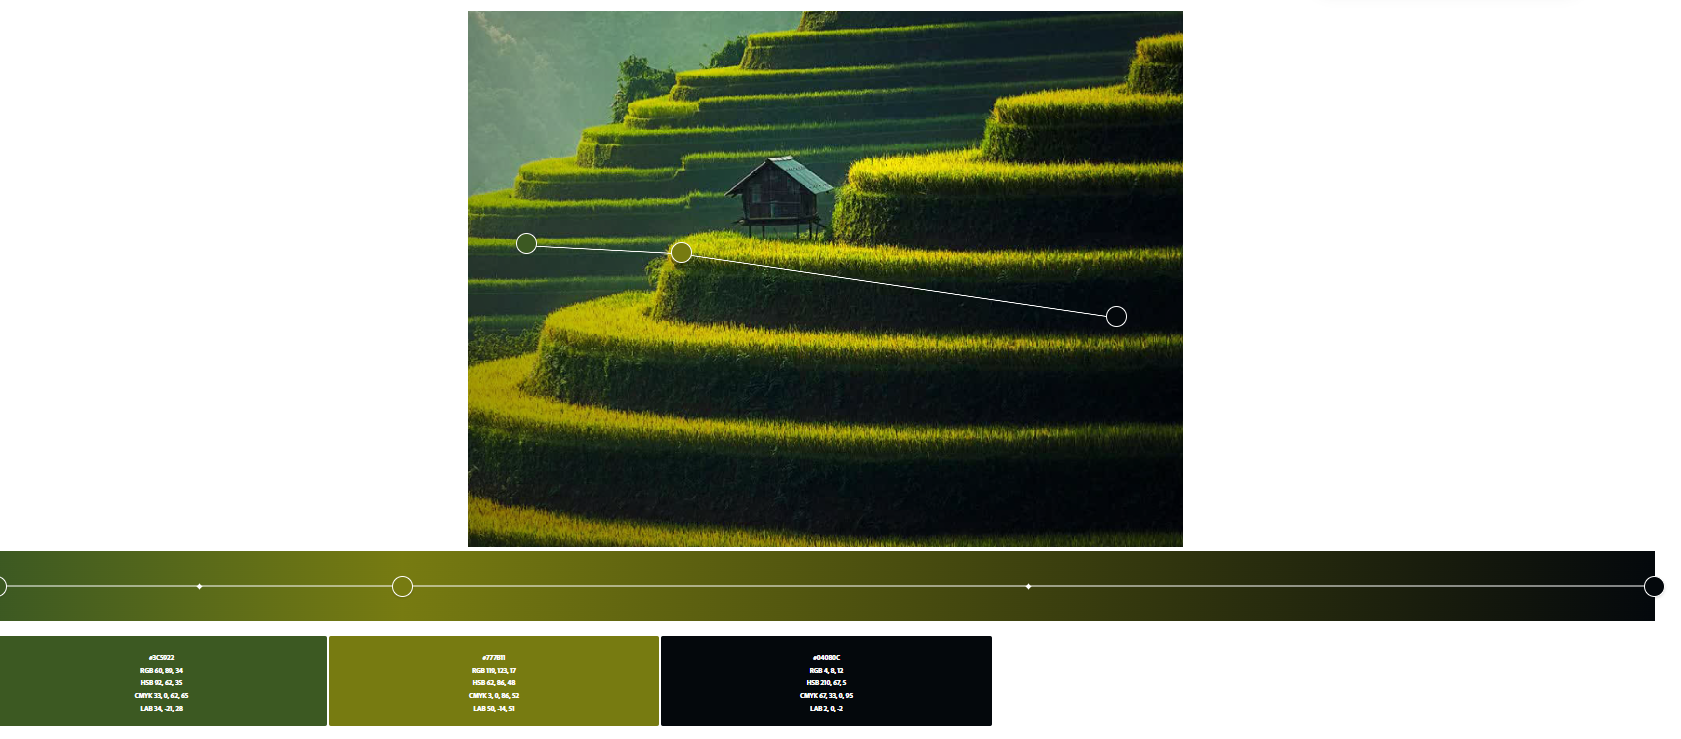 #3C5922
RGB 60, 89, 34
HSB 92, 62, 35
CMYK 33, 0, 62, 65
LAB 34, -21, 28
#777B11
RGB 119, 123, 17
HSB 62, 86, 48
CMYK 3, 0, 86, 52
LAB 50, -14, 51
#04080C
RGB 4, 8, 12
HSB 210, 67, 5
CMYK 67, 33, 0, 95
LAB 2, 0, -2